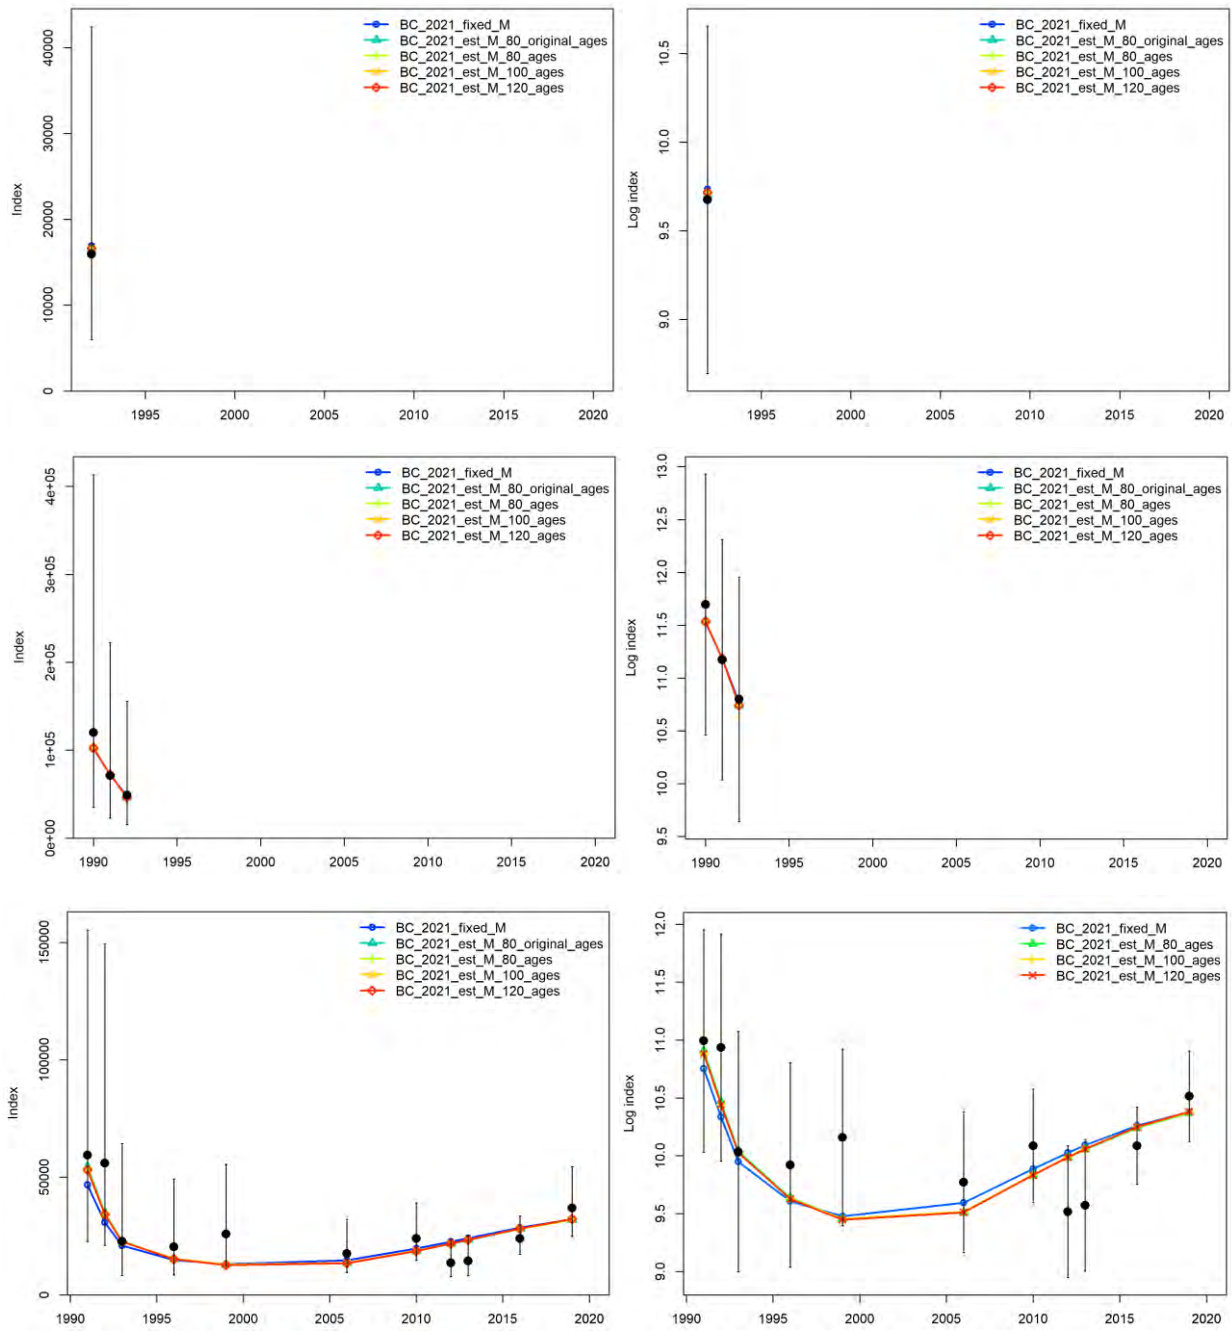 BC_2021_fixed_M
BC_2021_est_M_80_original_ages
BC_2021_est_M_80_ages
BC_2021_est_M_100_ages
BC_2021_est_M_120_ages
Index
40000
30000
20000
10000
0
1995 2000 2005 2010 2015 2020
BC_2021_fixed_M
BC_2021_est_M_80_original_ages
BC_2021_est_M_80_ages
BC_2021_est_M_100_ages
BC_2021_est_M_120_ages
Log index
10.5
10.0
9.5
9.0
1995 2000 2005 2010 2015 2020
BC_2021_fixed_M
BC_2021_est_M_80_original_ages
BC_2021_est_M_80_ages
BC_2021_est_M_100_ages
BC_2021_est_M_120_ages
Index
4e+05
3e+05
2e+05
1e+05
0e+00
1990 1995 2000 2005 2010 2015 2020
BC_2021_fixed_M
BC_2021_est_M_80_original_ages
BC_2021_est_M_80_ages
BC_2021_est_M_100_ages
BC_2021_est_M_120_ages
Log index
13.0
12.5
12.0
11.5
11.0
10.5
10.0
9.5
1990 1995 2000 2005 2010 2015 2020
BC_2021_fixed_M
BC_2021_est_M_80_original_ages
BC_2021_est_M_80_ages
BC_2021_est_M_100_ages
BC_2021_est_M_120_ages
Index
150000
100000
50000
0
1990 1995 2000 2005 2010 2015 2020
BC_2021_fixed_M
BC_2021_est_M_80_ages
BC_2021_est_M_100_ages
BC_2021_est_M_120_ages
Log index
12.0
11.5
11.0
10.5
10.0
9.5
9.0
1990 1995 2000 2005 2010 2015 2020